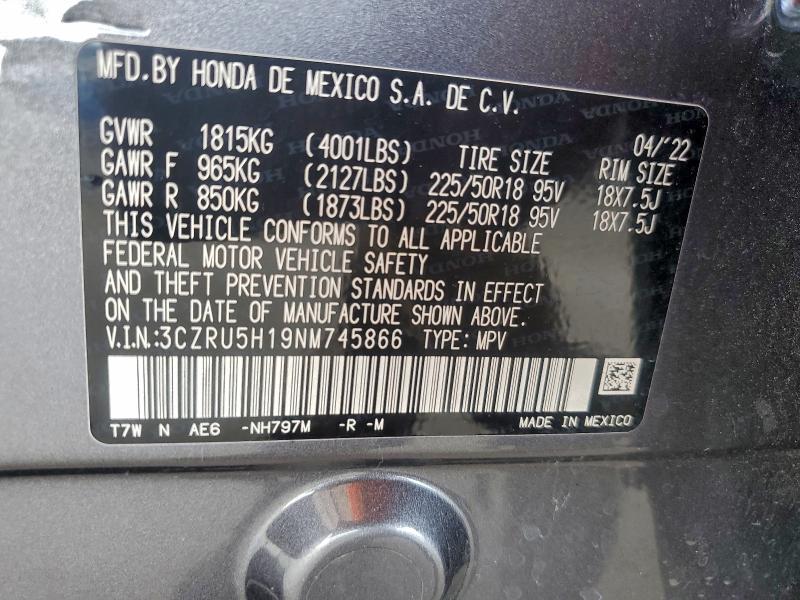 MFD.BY HONDA DE MEXICO S.A. DE C.V.
04/'22
GVWR 1815KG (4001LBS) TIRE SIZE RIM SIZE
GAWR F 965KG (2127LBS) 225/50R18 95V 18X7.5J
GAWR R 850KG (1873LBS) 225/50R18 95V 18X7.5J
THIS VEHICLE CONFORMS TO ALL APPLICABLE
FEDERAL MOTOR VEHICLE SAFETY
AND THEFT PREVENTION STANDARDS IN EFFECT
ON THE DATE OF MANUFACTURE SHOWN ABOVE.
V.I.N.:3CZRU5H19NM745866 TYPE: MPV
T7W N AE6 -NH797M -R -M MADE IN MEXICO